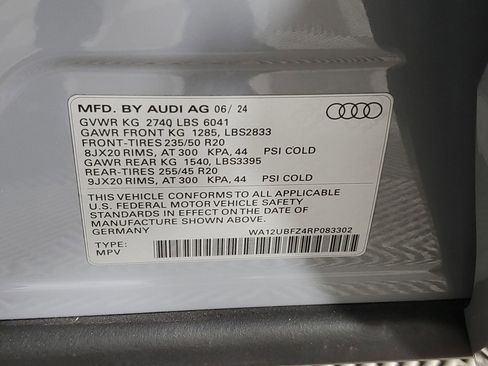 MFD. BY AUDI AG 06/ 24
GVWR KG 2740 LBS 6041
GAWR FRONT KG 1285, LBS2833
FRONT-TIRES 235/50 R20
8JX20 RIMS, AT 300 KPA, 44 PSI COLD
GAWR REAR KG 1540, LBS3395
REAR-TIRES 255/45 R20
9JX20 RIMS, AT 300 KPA, 44 PSI COLD
THIS VEHICLE CONFORMS TO ALL APPLICABLE
U.S. FEDERAL MOTOR VEHICLE SAFETY
STANDARDS IN EFFECT ON THE DATE OF
MANUFACTURE SHOWN ABOVE.
GERMANY WA12UBFZ4RP083302
TYPE:
MPV